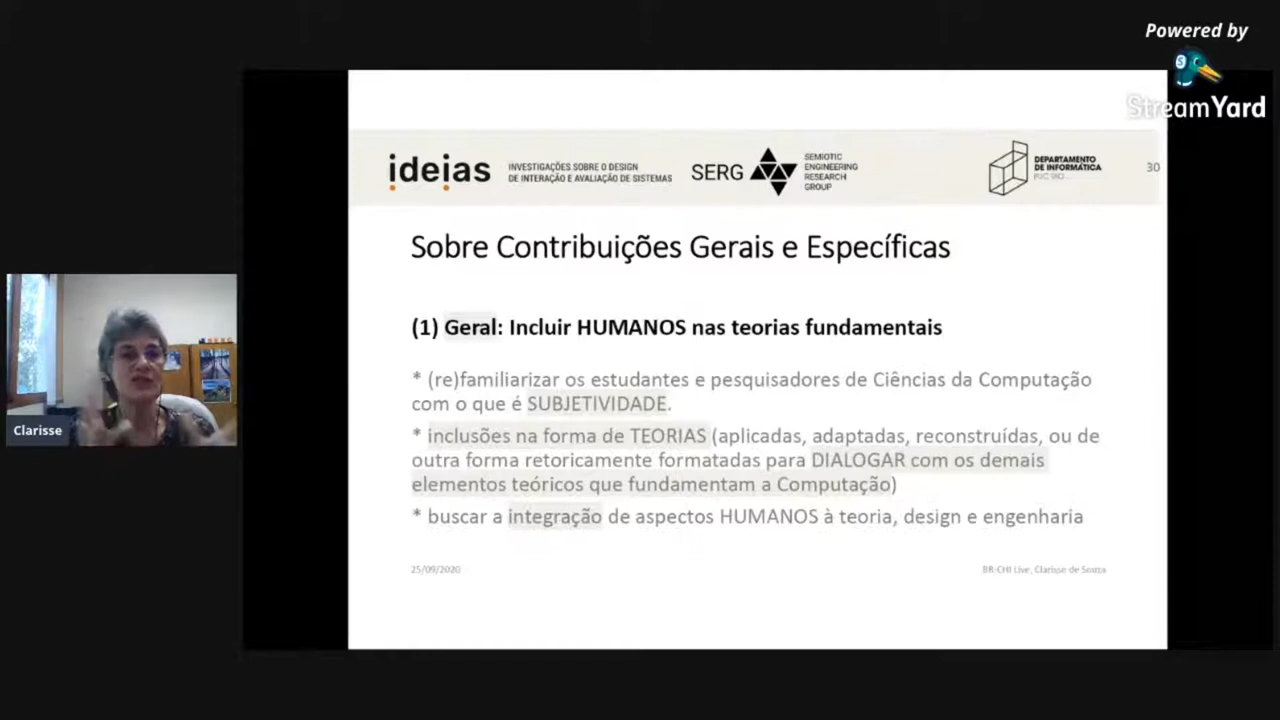 Powered by
StreamYard
ideias
INVESTIGAÇÕES SOBRE O DESIGN
DE INTERAÇÃO E AVALIAÇÃO DE SISTEMAS
SERG
SEMIOTIC
ENGINEERING
RESEARCH
GROUP
DEPARTAMENTO
DE INFORMÁTICA
30
Sobre Contribuições Gerais e Específicas
(1) Geral: Incluir HUMANOS nas teorias fundamentais
* (re)familiarizar os estudantes e pesquisadores de Ciências da Computação
com o que é SUBJETIVIDADE.
* inclusões na forma de TEORIAS (aplicadas, adaptadas, reconstruídas, ou de
outra forma retoricamente formatadas para DIALOGAR com os demais
elementos teóricos que fundamentam a Computação)
* buscar a integração de aspectos HUMANOS à teoria, design e engenharia
25/09/2020
BR-CHI Live, Clarisse de Souza
Clarisse